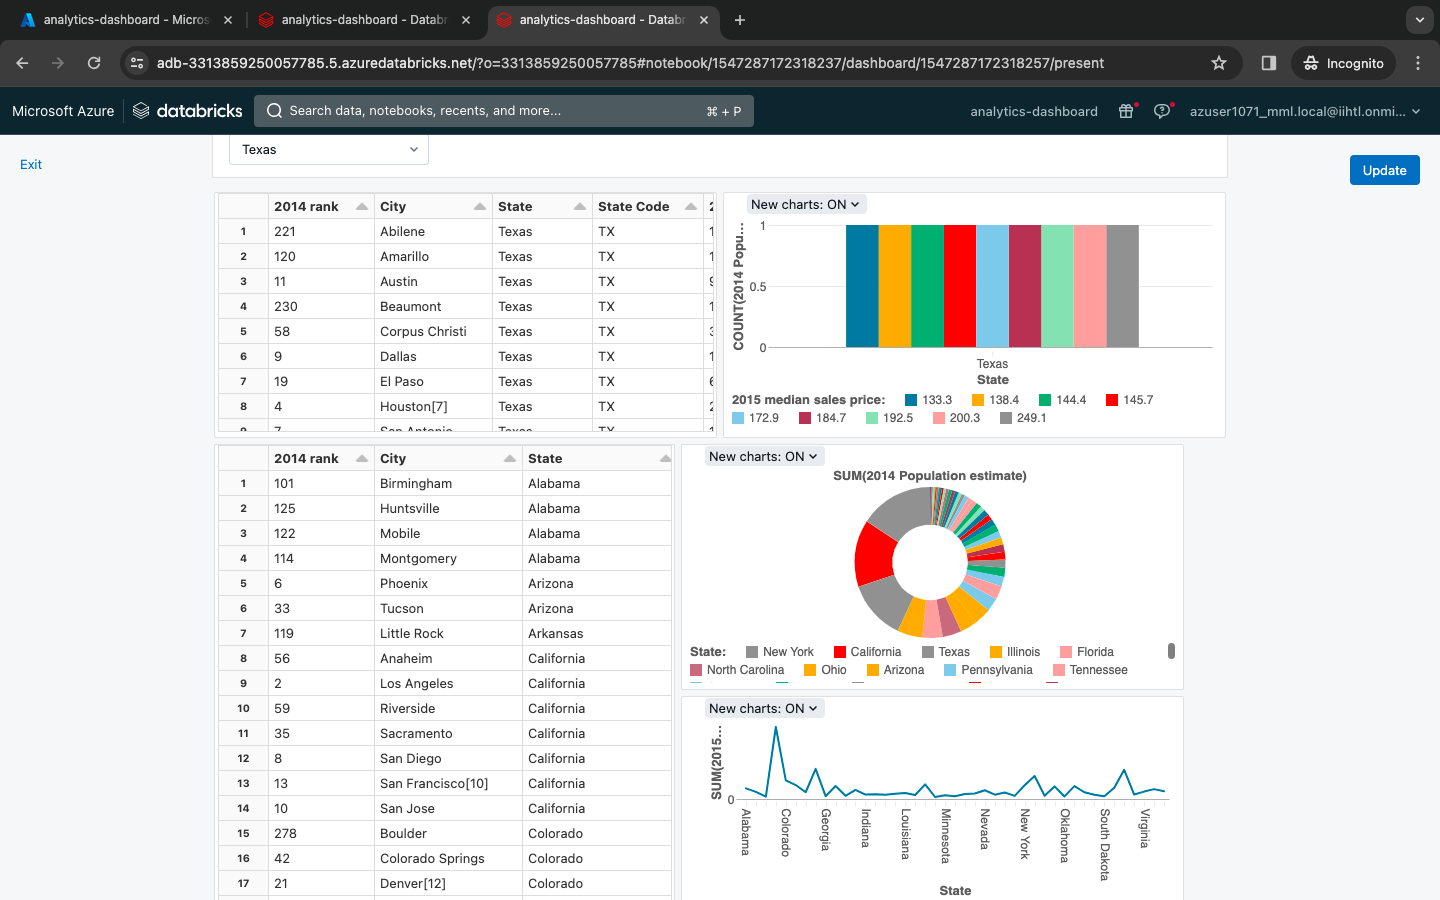 analytics-dashboard - Micros
analytics-dashboard - Databr
analytics-dashboard - Databr
adb-3313859250057785.5.azuredatabricks.net/?o=3313859250057785#notebook/1547287172318237/dashboard/1547287172318257/present
Incognito
Microsoft Azure
databricks
Search data, notebooks, recents, and more...
⌘ + P
analytics-dashboard
azuser1071_mml.local@iihtl.onmi...
Exit
Texas
Update
2014 rank City State State Code
1 221 Abilene Texas TX
2 120 Amarillo Texas TX
3 11 Austin Texas TX
4 230 Beaumont Texas TX
5 58 Corpus Christi Texas TX
6 9 Dallas Texas TX
7 19 El Paso Texas TX
8 4 Houston[7] Texas TX
9 7 San Antonio Texas TX
New charts: ON
COUNT(2014 Popu...
1
0.5
0
Texas
State
2015 median sales price: 133.3 138.4 144.4 145.7
172.9 184.7 192.5 200.3 249.1
2014 rank City State
1 101 Birmingham Alabama
2 125 Huntsville Alabama
3 122 Mobile Alabama
4 114 Montgomery Alabama
5 6 Phoenix Arizona
6 33 Tucson Arizona
7 119 Little Rock Arkansas
8 56 Anaheim California
9 2 Los Angeles California
10 59 Riverside California
11 35 Sacramento California
12 8 San Diego California
13 13 San Francisco[10] California
14 10 San Jose California
15 278 Boulder Colorado
16 42 Colorado Springs Colorado
17 21 Denver[12] Colorado
New charts: ON
SUM(2014 Population estimate)
State: New York California Texas Illinois Florida
North Carolina Ohio Arizona Pennsylvania Tennessee
New charts: ON
SUM(2015...
0
Alabama
Colorado
Georgia
Indiana
Louisiana
Minnesota
Nevada
New York
Oklahoma
South Dakota
Virginia
State